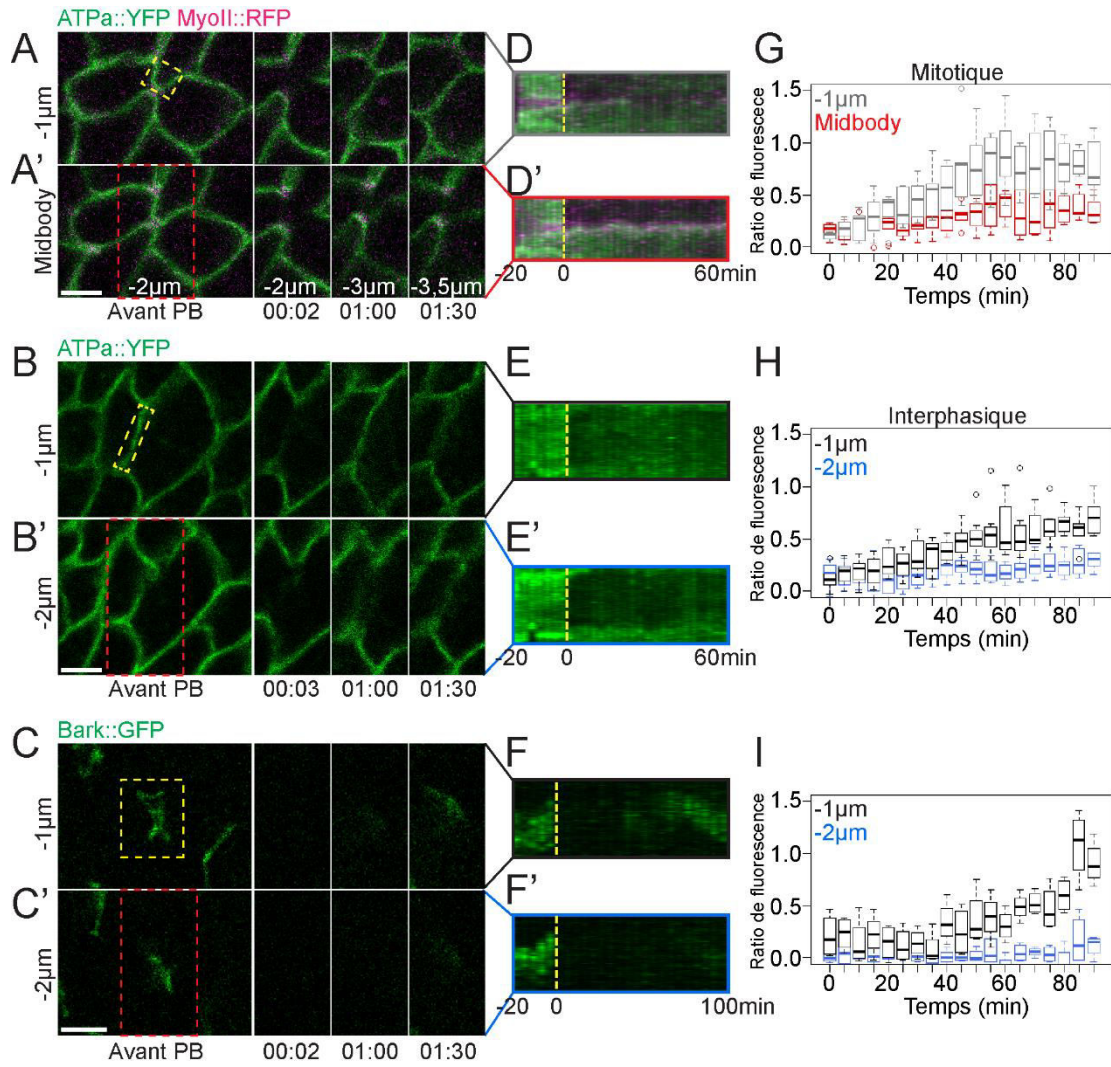 ATPa::YFP MyoII::RFP
A
-1µm
A'
Midbody
-2µm
-2µm
-3µm
-3,5µm
Avant PB
00:02
01:00
01:30
D
D'
-20
0
60min
G
Mitotique
-1µm
Midbody
Ratio de fluorescece
1.5
1.0
0.5
0.0
0
20
40
60
80
Temps (min)
ATPa::YFP
B
-1µm
B'
-2µm
Avant PB
00:03
01:00
01:30
E
E'
-20
0
60min
H
Interphasique
-1µm
-2µm
Ratio de fluorescence
1.5
1.0
0.5
0.0
0
20
40
60
80
Temps (min)
Bark::GFP
C
-1µm
C'
-2µm
Avant PB
00:02
01:00
01:30
F
F'
-20
0
100min
I
-1µm
-2µm
Ratio de fluorescence
1.5
1.0
0.5
0.0
0
20
40
60
80
Temps (min)